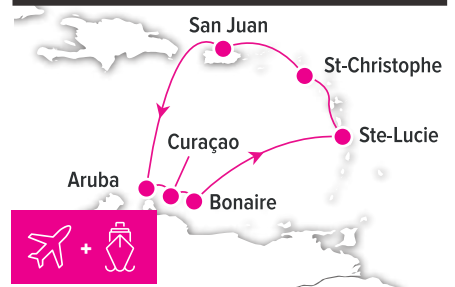 San Juan
St-Christophe
Ste-Lucie
Curaçao
Aruba
Bonaire
+